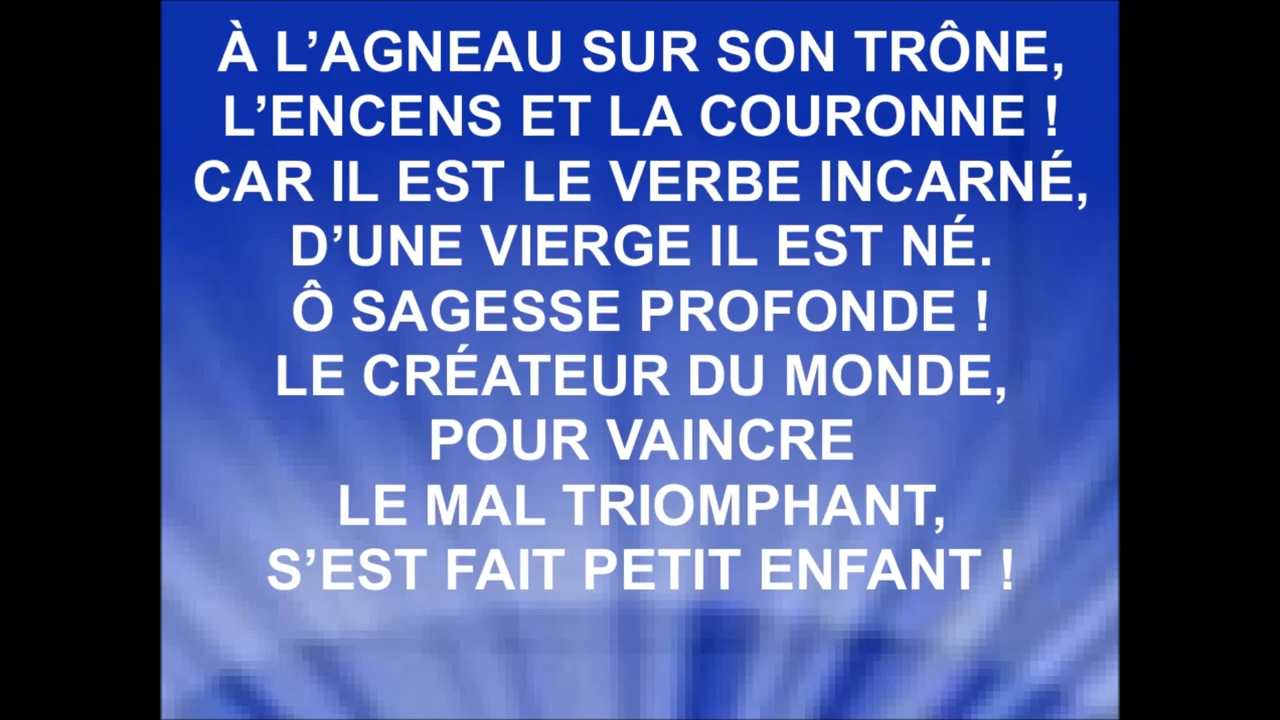 À L’AGNEAU SUR SON TRÔNE,
L’ENCENS ET LA COURONNE !
CAR IL EST LE VERBE INCARNÉ,
D’UNE VIERGE IL EST NÉ.
Ô SAGESSE PROFONDE !
LE CRÉATEUR DU MONDE,
POUR VAINCRE
LE MAL TRIOMPHANT,
S’EST FAIT PETIT ENFANT !